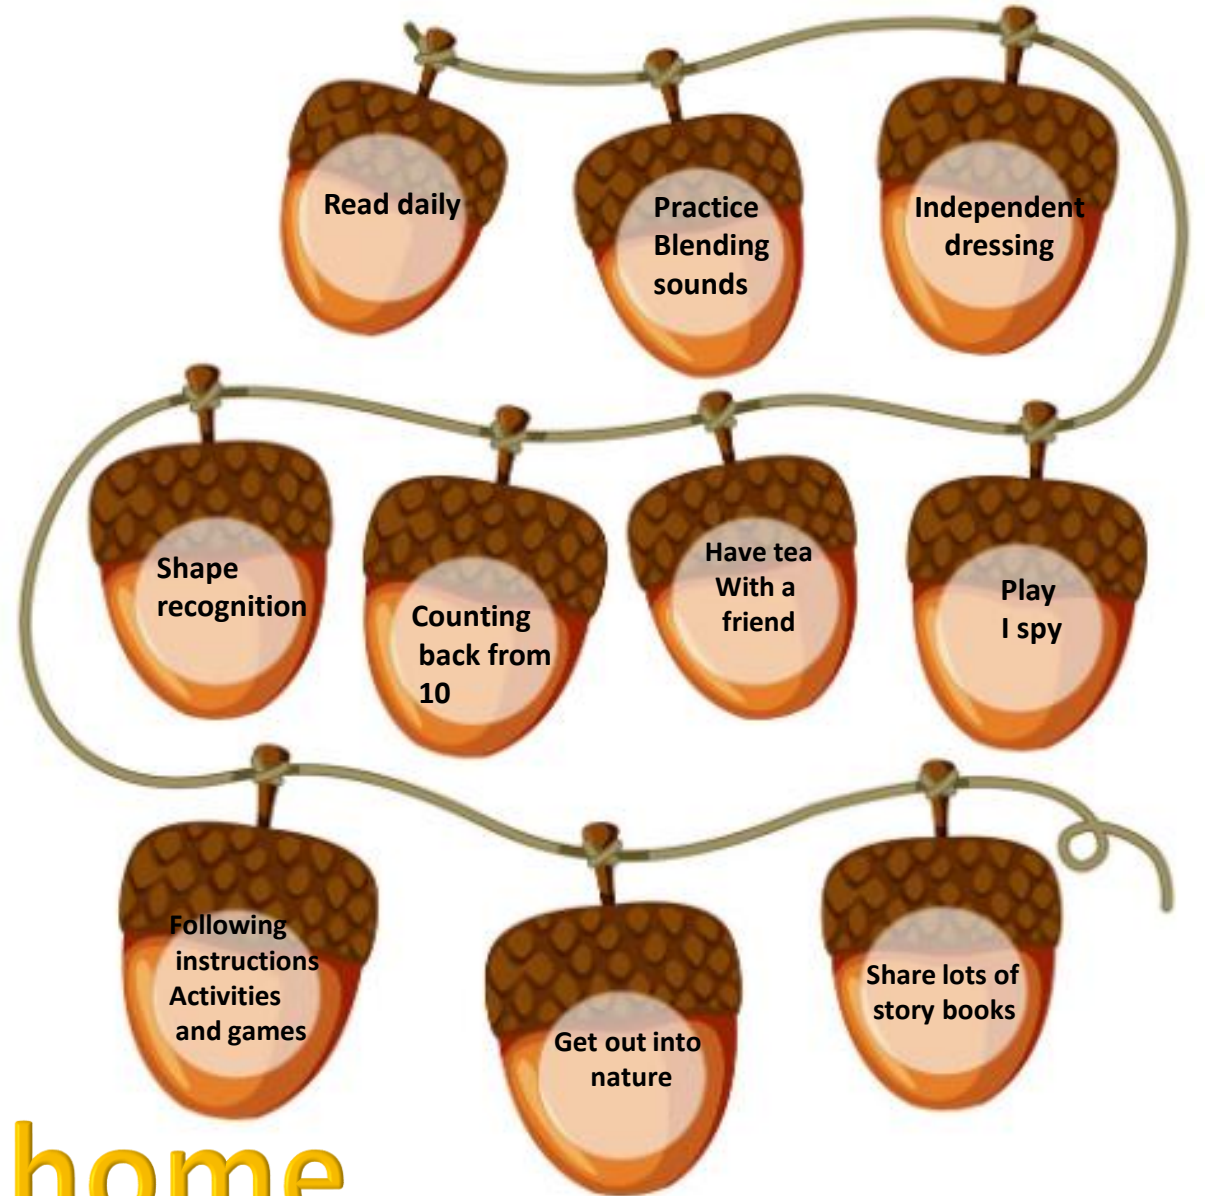 Read daily
Practice
Blending
sounds
Independent
dressing
Shape
recognition
Counting
back from
10
Have tea
With a
friend
Play
I spy
Following
instructions
Activities
and games
Get out into
nature
Share lots of
story books
home